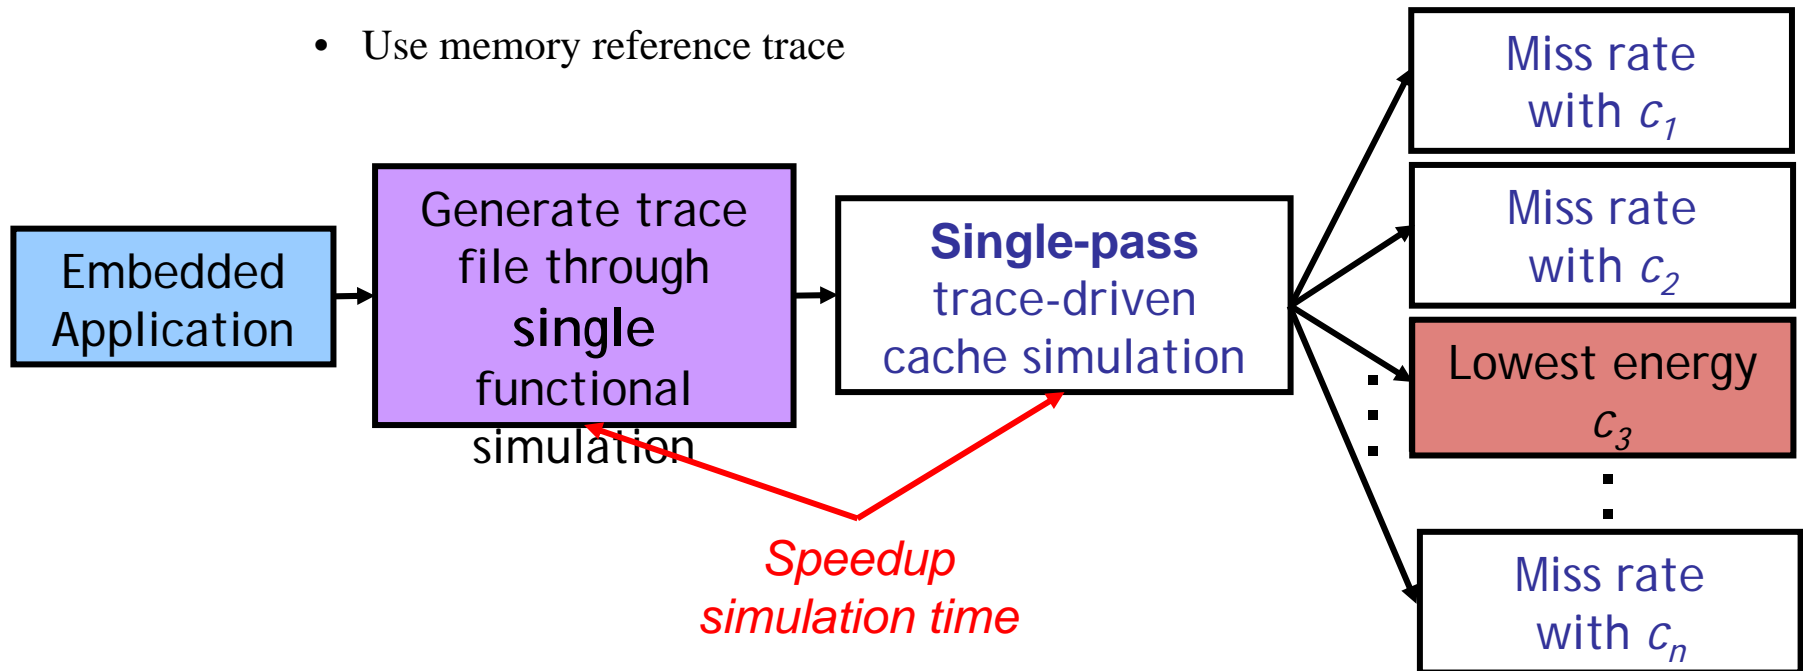 • Use memory reference trace
Embedded
Application
Generate trace
file through
single
functional
simulation
Single-pass
trace-driven
cache simulation
Speedup
simulation time
Miss rate
with c1
Miss rate
with c2
Lowest energy
c3
Miss rate
with cn